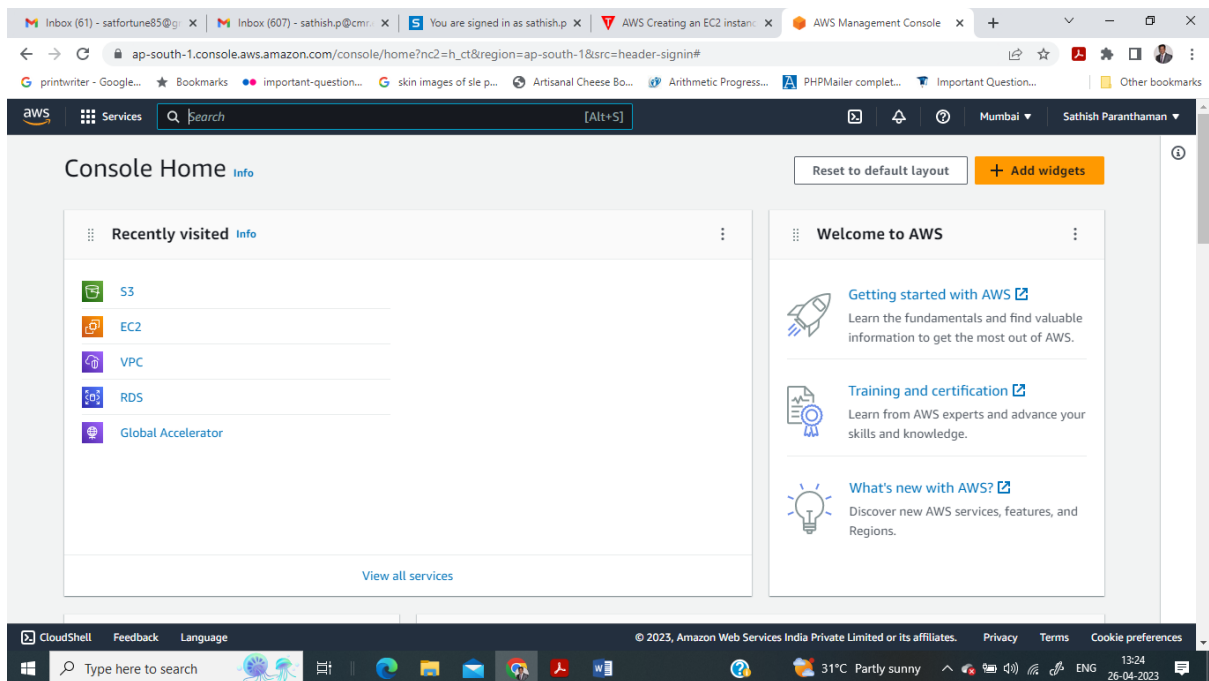 Inbox (61) - satfortune85@g
Inbox (607) - sathish.p@cmr.
You are signed in as sathish.p
AWS Creating an EC2 instanc
AWS Management Console
ap-south-1.console.aws.amazon.com/console/home?nc2=h_ct&region=ap-south-1&src=header-signin#
printwriter - Google... Bookmarks important-question... skin images of sle p... Artisanal Cheese Bo... Arithmetic Progress... PHPMailer complet... Important Question... Other bookmarks
aws Services Search [Alt+S] Mumbai Sathish Paranthaman
Console Home Info
Reset to default layout
+ Add widgets
Recently visited Info
S3
EC2
VPC
RDS
Global Accelerator
View all services
Welcome to AWS
Getting started with AWS
Learn the fundamentals and find valuable
information to get the most out of AWS.
Training and certification
Learn from AWS experts and advance your
skills and knowledge.
What's new with AWS?
Discover new AWS services, features, and
Regions.
CloudShell Feedback Language © 2023, Amazon Web Services India Private Limited or its affiliates. Privacy Terms Cookie preferences
Type here to search 31°C Partly sunny ENG 13:24
26-04-2023